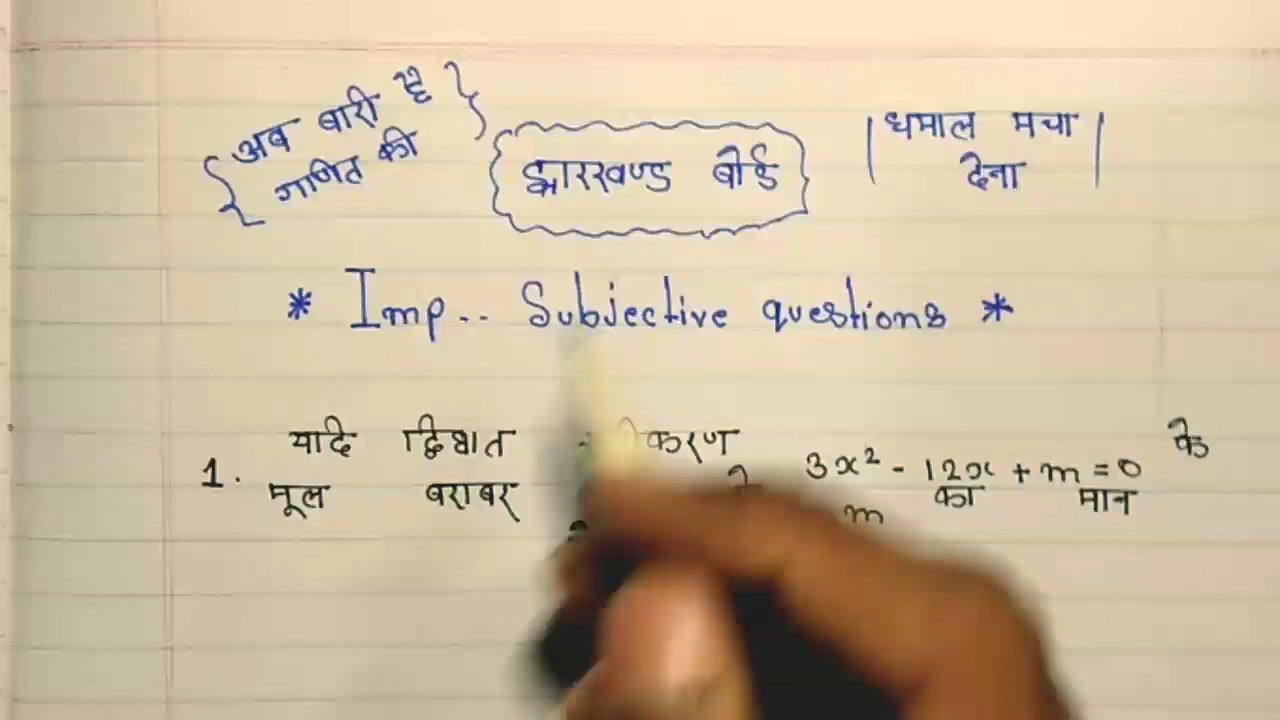 { अब बारी है }
गणित की
झारखण्ड बोर्ड
| धमाल मचा |
देना
* Imp.. Subjective questions *
1. यदि द्विघात करण 3x² - 12x + m = 0 के
मूल बराबर m का मान